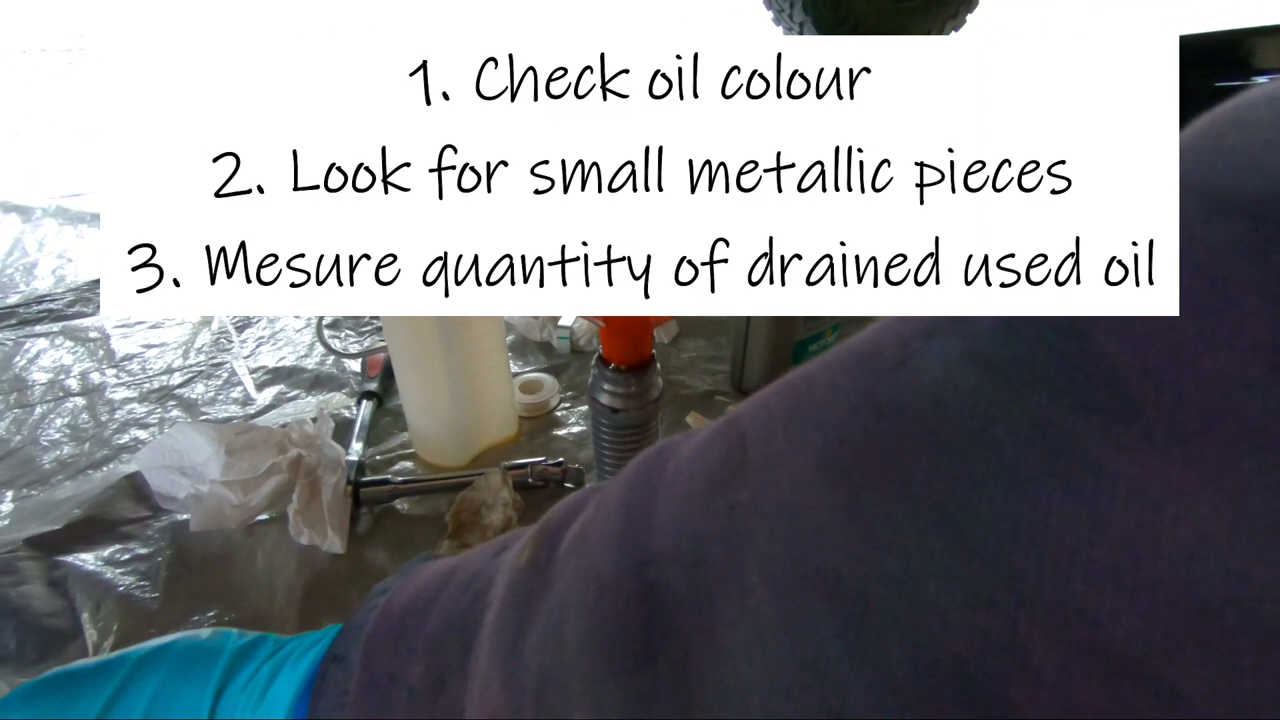 1. Check oil colour
2. Look for small metallic pieces
3. Mesure quantity of drained used oil